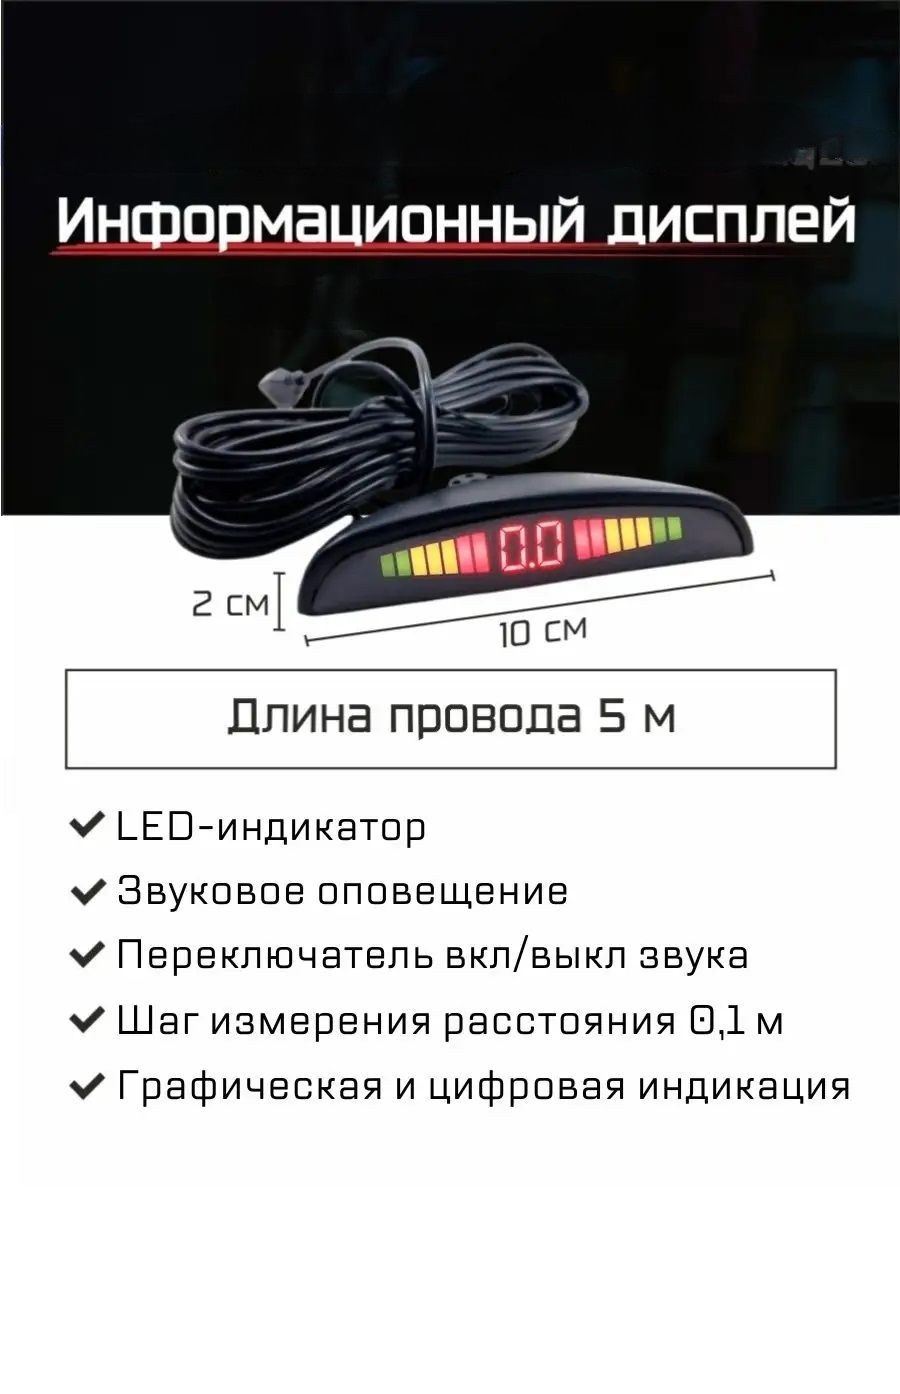 Информационный дисплей
0.0
2 см
10 см
Длина провода 5 м
LED-индикатор
Звуковое оповещение
Переключатель вкл/выкл звука
Шаг измерения расстояния 0,1 м
Графическая и цифровая индикация